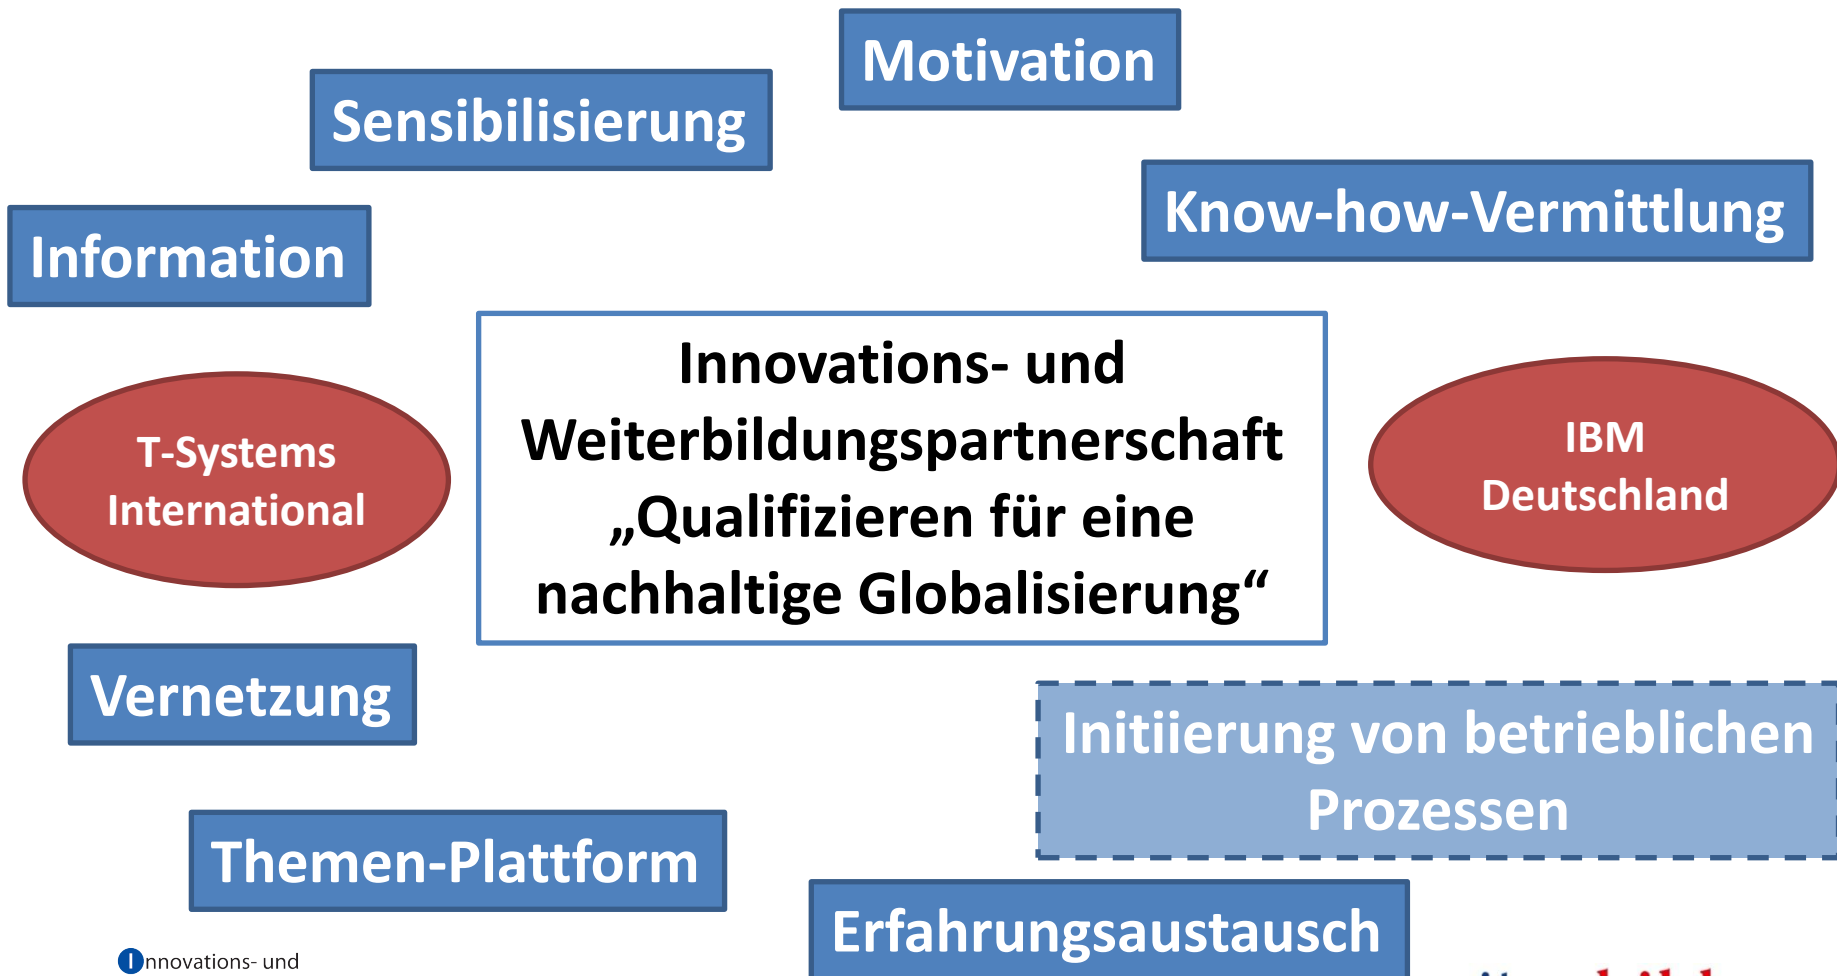 Motivation
Sensibilisierung
Know-how-Vermittlung
Information
Innovations- und
Weiterbildungspartnerschaft
„Qualifizieren für eine
nachhaltige Globalisierung“
T-Systems
International
IBM
Deutschland
Vernetzung
Initiierung von betrieblichen
Prozessen
Themen-Plattform
Erfahrungsaustausch
Innovations- und